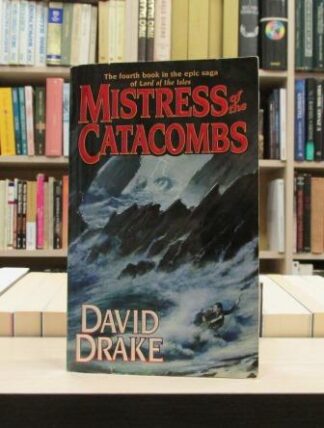 The fourth book in the epic saga
of Lord of the Isles
MISTRESS of the
CATACOMBS
DAVID
DRAKE